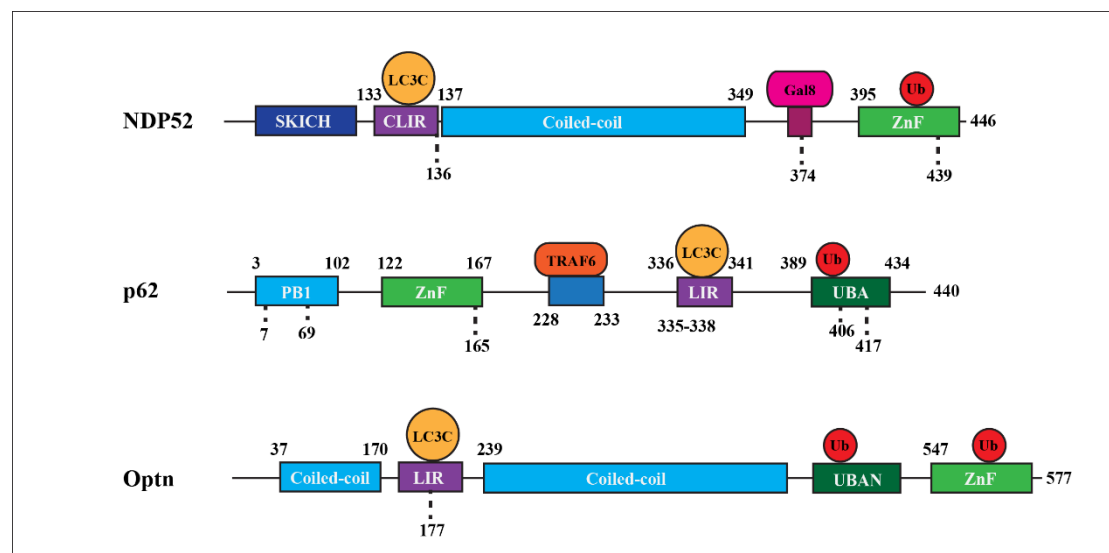 LC3C
Gal8
133 137 349 395 Ub
NDP52 SKICH CLIR Coiled-coil ZnF 446
136 374 439
TRAF6 LC3C
3 102 122 167 336 341 389 Ub 434
p62 PB1 ZnF LIR UBA 440
7 69 165 228 233 335-338 406 417
LC3C
37 170 239 Ub 547 Ub
Optn Coiled-coil LIR Coiled-coil UBAN ZnF 577
177